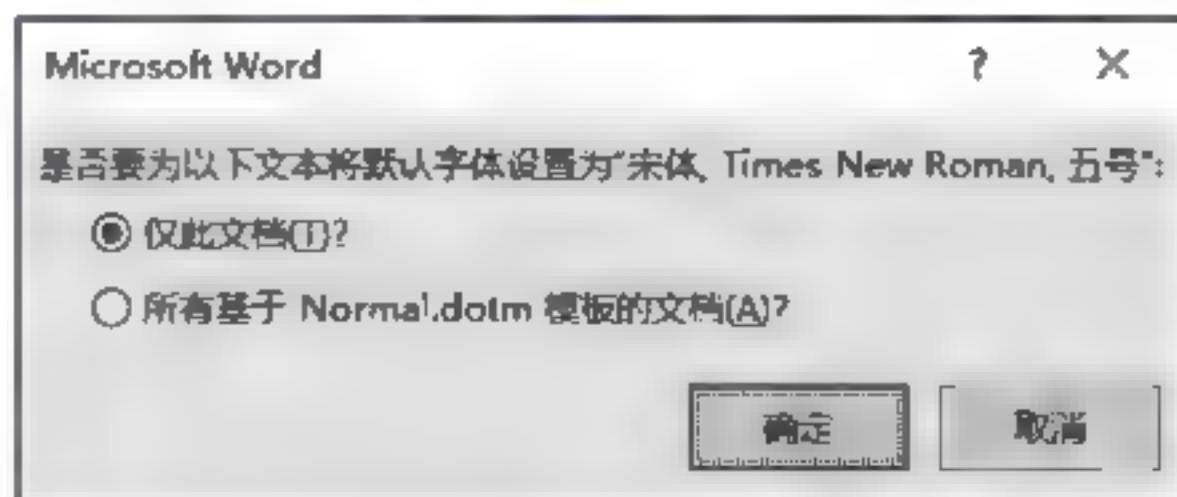 Microsoft Word ? ×
是否要为以下文本将默认字体设置为“宋体, Times New Roman, 五号”:
仅此文档(T)?
所有基于 Normal.dotm 模板的文档(A)?
确定 取消